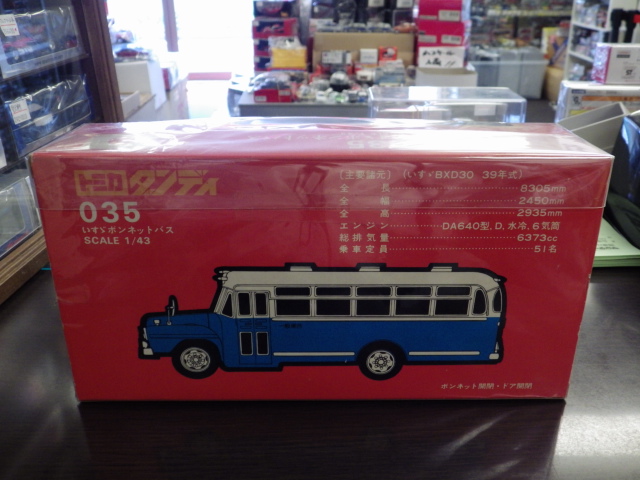 トミカダンディ
035
いすゞボンネットバス
SCALE 1/43
〔主要諸元〕 (いすゞBXD30 39年式)
全長 8305mm
全幅 2450mm
全高 2935mm
エンジン DA640型, D, 水冷, 6気筒
総排気量 6373cc
乗車定員 51名
ボンネット開閉・ドア開閉